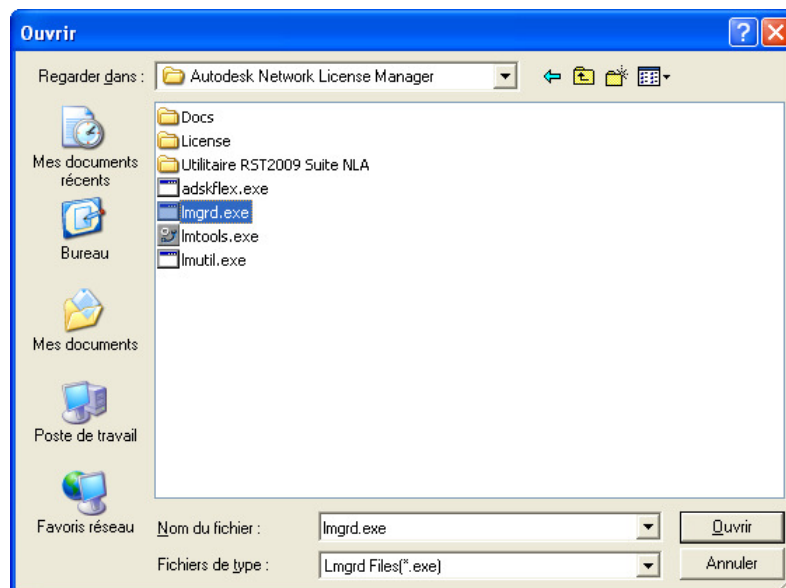 Ouvrir
Regarder dans :
Autodesk Network License Manager
Mes documents
récents
Bureau
Mes documents
Poste de travail
Favoris réseau
Docs
License
Utilitaire RST2009 Suite NLA
adskflex.exe
lmgrd.exe
lmtools.exe
lmutil.exe
Nom du fichier :
lmgrd.exe
Ouvrir
Fichiers de type :
Lmgrd Files(*.exe)
Annuler